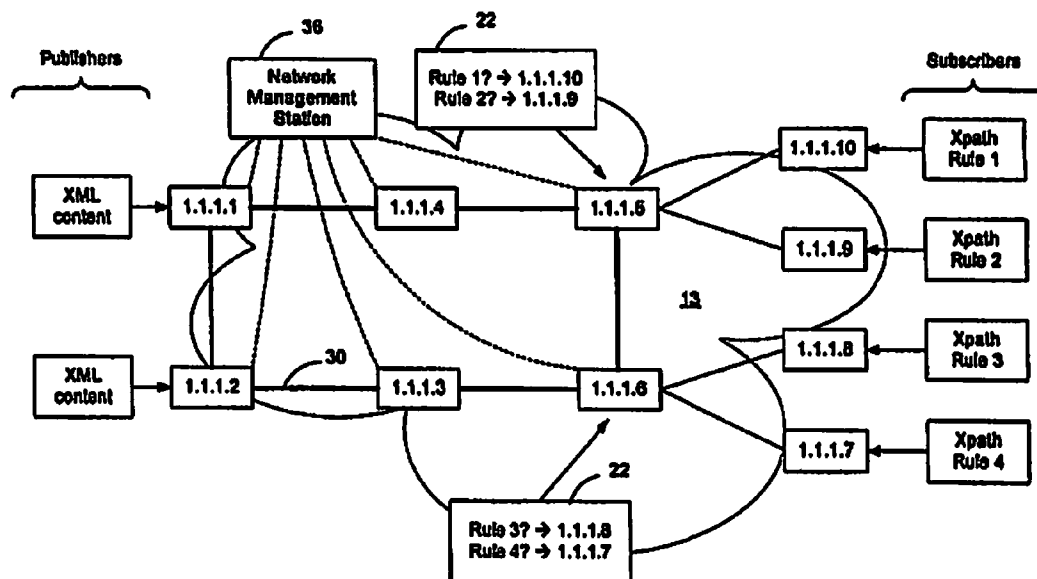 36
22
Publishers
Network
Management
Station
Rule 1? → 1.1.1.10
Rule 2? → 1.1.1.9
Subscribers
XML
content
1.1.1.1
1.1.1.4
1.1.1.5
1.1.1.10
Xpath
Rule 1
1.1.1.9
Xpath
Rule 2
13
XML
content
1.1.1.2
30
1.1.1.3
1.1.1.6
1.1.1.8
Xpath
Rule 3
1.1.1.7
Xpath
Rule 4
22
Rule 3? → 1.1.1.8
Rule 4? → 1.1.1.7